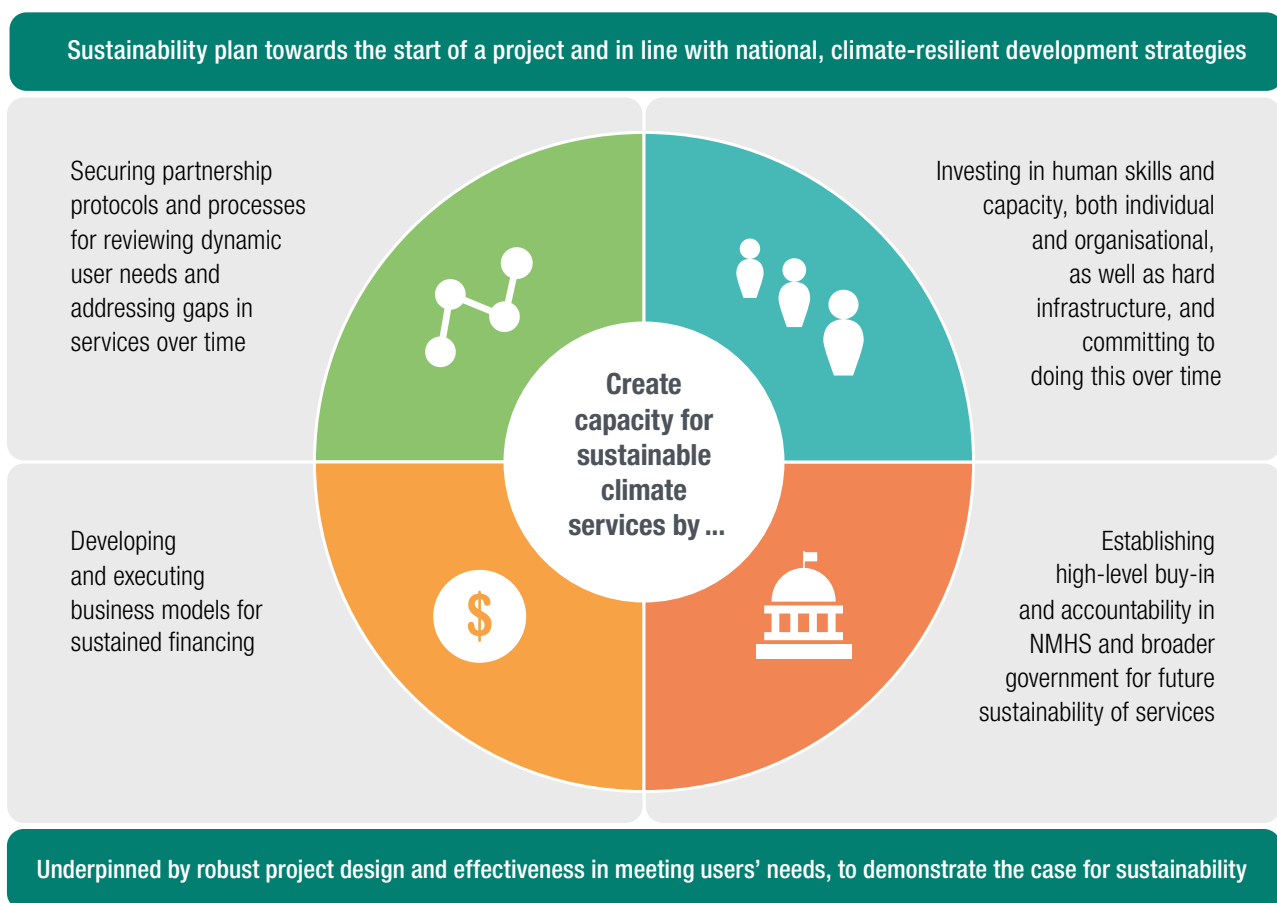 Sustainability plan towards the start of a project and in line with national, climate-resilient development strategies
Securing partnership
protocols and processes
for reviewing dynamic
user needs and
addressing gaps in
services over time
Investing in human skills and
capacity, both individual
and organisational,
as well as hard
infrastructure, and
committing to
doing this over time
Create
capacity for
sustainable
climate
services by ...
Developing
and executing
business models for
sustained financing
$
Establishing
high-level buy-in
and accountability in
NMHS and broader
government for future
sustainability of services
Underpinned by robust project design and effectiveness in meeting users’ needs, to demonstrate the case for sustainability